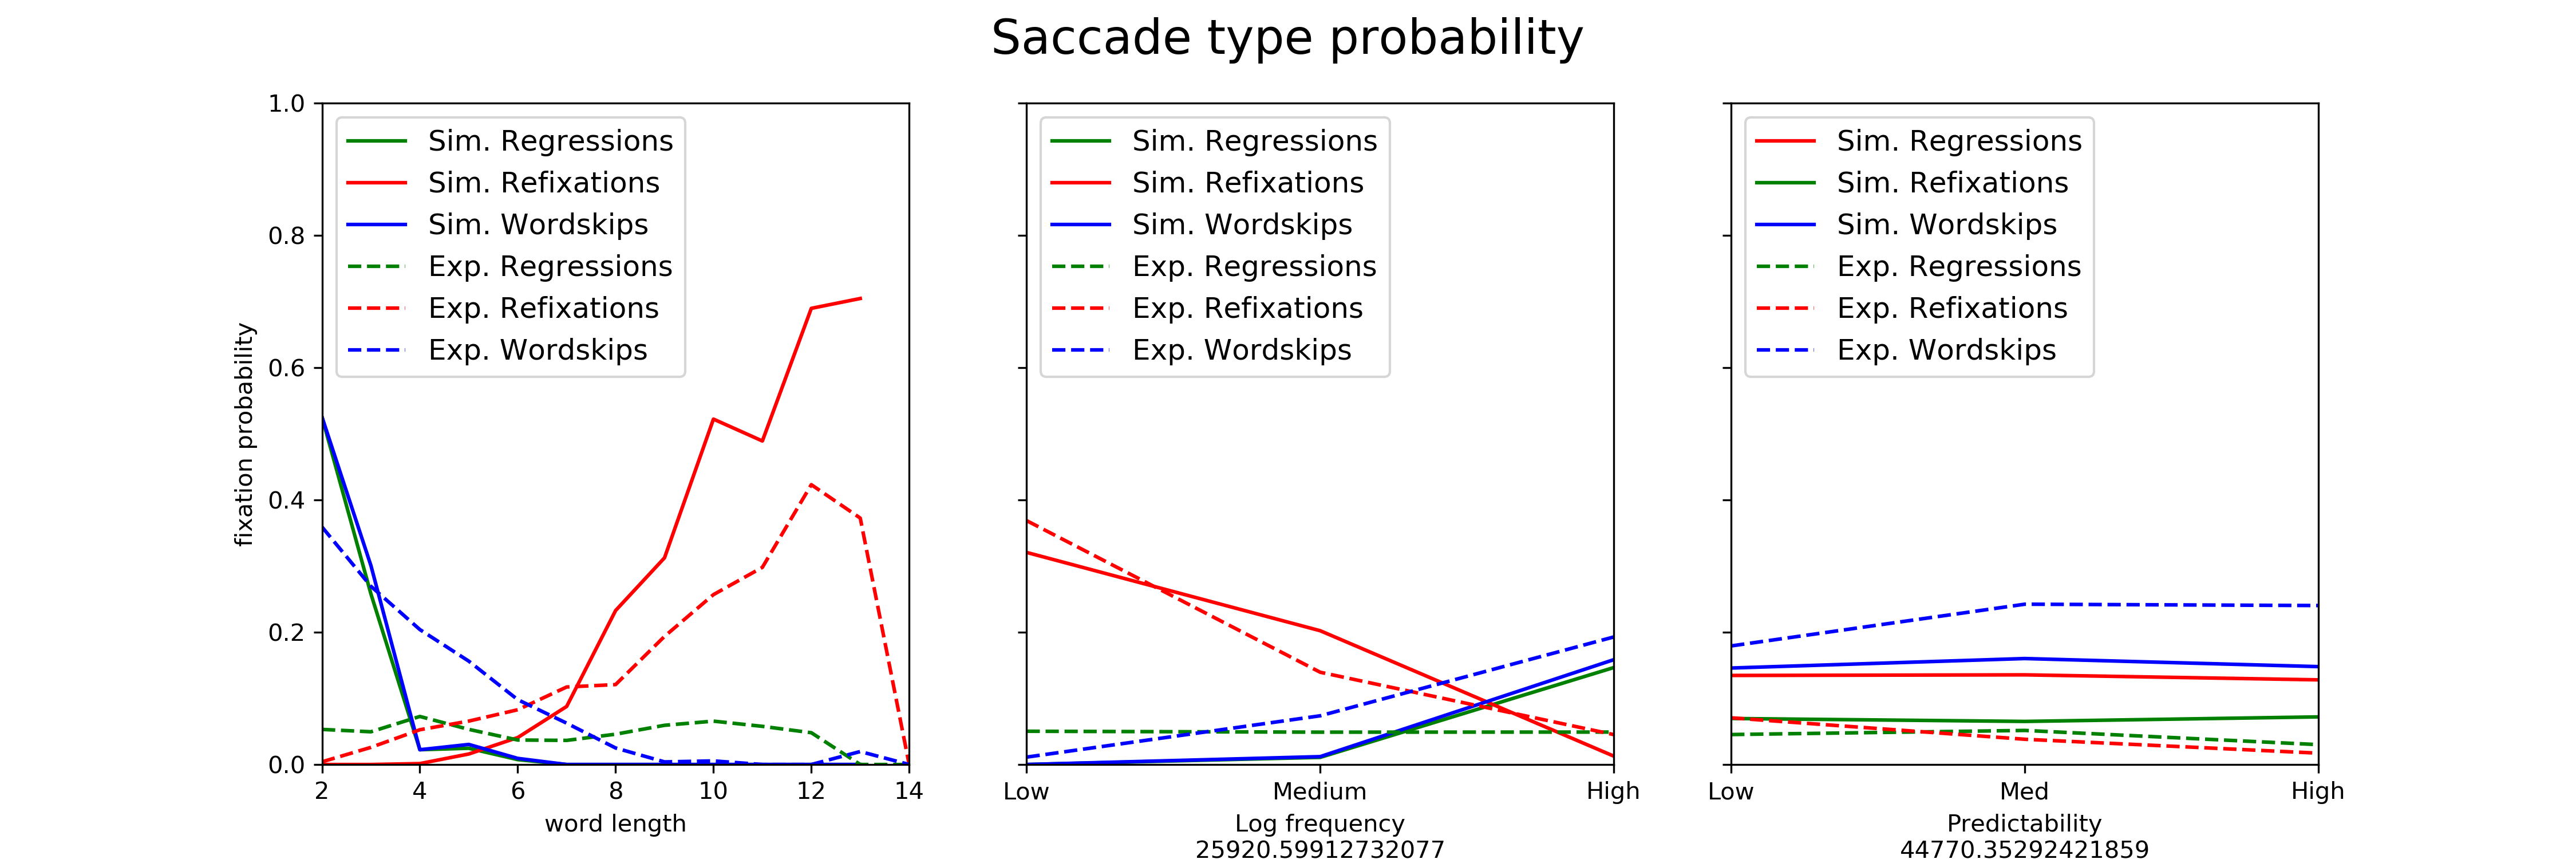 Saccade type probability
fixation probability
1.0
0.8
0.6
0.4
0.2
0.0
Sim. Regressions
Sim. Refixations
Sim. Wordskips
Exp. Regressions
Exp. Refixations
Exp. Wordskips
2 4 6 8 10 12 14
word length
Sim. Regressions
Sim. Refixations
Sim. Wordskips
Exp. Regressions
Exp. Refixations
Exp. Wordskips
Low Medium High
Log frequency
25920.59912732077
Sim. Regressions
Sim. Refixations
Sim. Wordskips
Exp. Regressions
Exp. Refixations
Exp. Wordskips
Low Med High
Predictability
44770.35292421859